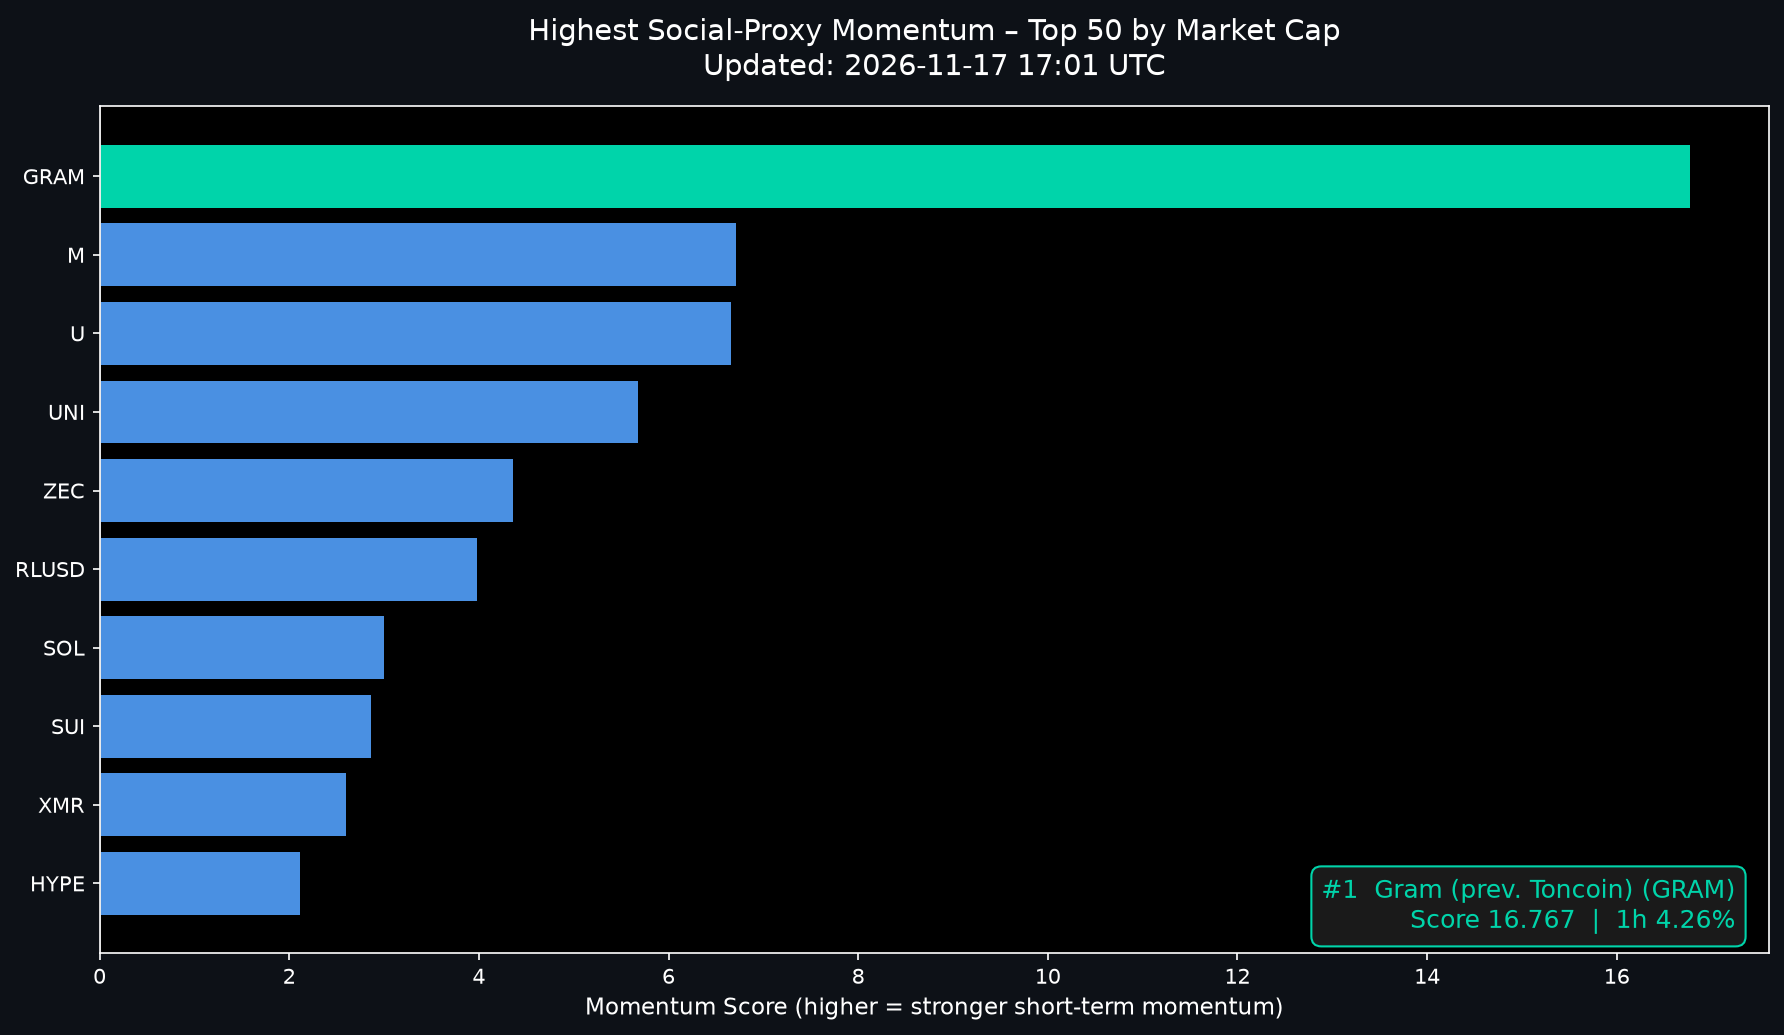 Highest Social-Proxy Momentum – Top 50 by Market Cap
Updated: 2026-11-17 17:01 UTC
GRAM
M
U
UNI
ZEC
RLUSD
SOL
SUI
XMR
HYPE
#1  Gram (prev. Toncoin) (GRAM)
Score 16.767  |  1h 4.26%
0 2 4 6 8 10 12 14 16
Momentum Score (higher = stronger short-term momentum)